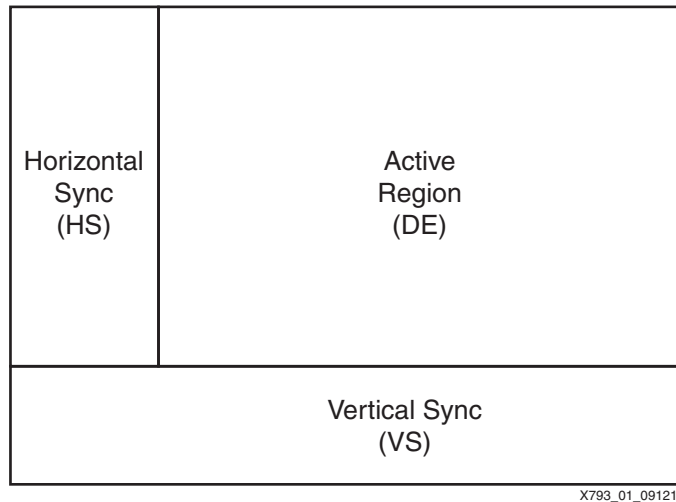 Horizontal
Sync
(HS)
Active
Region
(DE)
Vertical Sync
(VS)
X793_01_09121